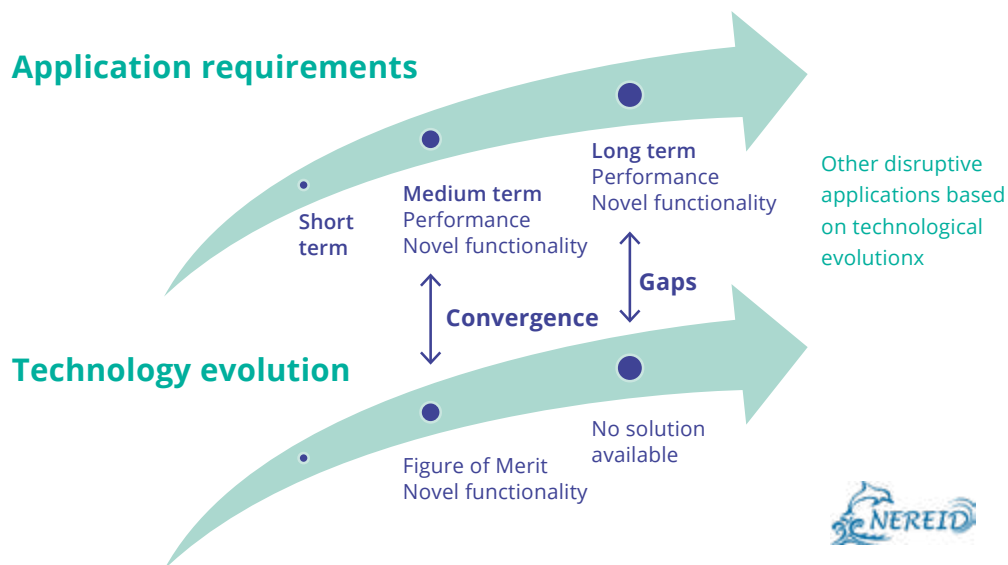 Application requirements
Short
term
Medium term
Performance
Novel functionality
Long term
Performance
Novel functionality
Other disruptive
applications based
on technological
evolutionx
Gaps
Convergence
Technology evolution
Figure of Merit
Novel functionality
No solution
available
NEREID